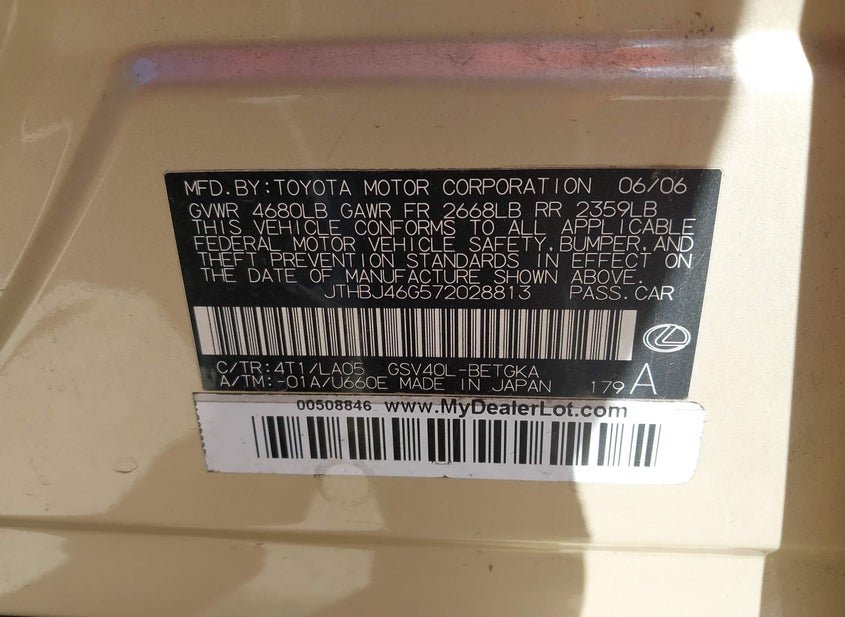 MFD.BY:TOYOTA MOTOR CORPORATION 06/06
GVWR 4680LB GAWR FR 2668LB RR 2359LB
THIS VEHICLE CONFORMS TO ALL APPLICABLE
FEDERAL MOTOR VEHICLE SAFETY,BUMPER,AND
THEFT PREVENTION STANDARDS IN EFFECT ON
THE DATE OF MANUFACTURE SHOWN ABOVE.
JTHBJ46G572028813 PASS.CAR
C/TR:4T1/LA05 GSV40L-BETGKA
A/TM:-01A/U660E MADE IN JAPAN 179 A
00508846 www.MyDealerLot.com